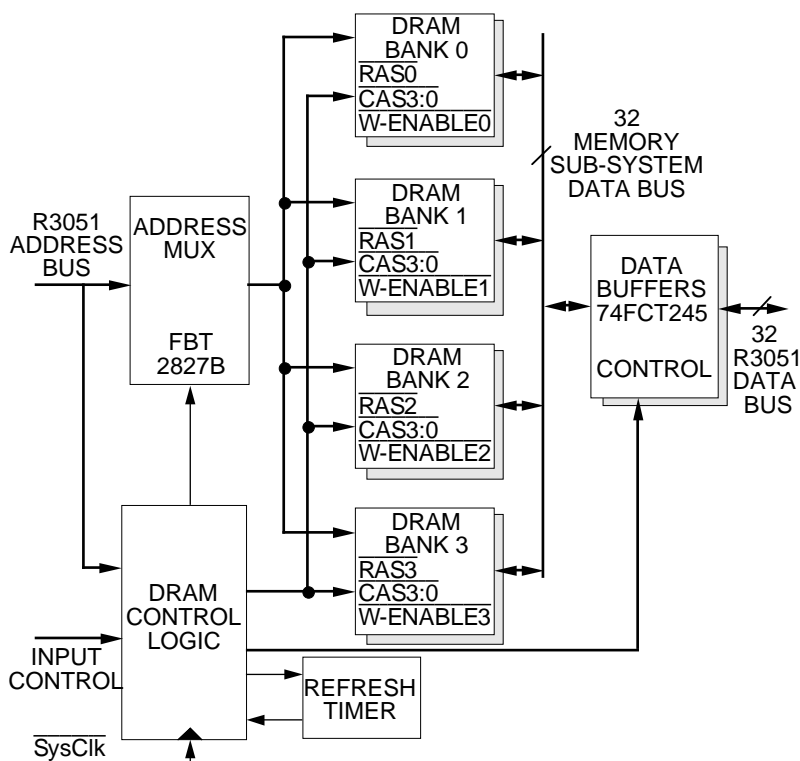 DRAM
BANK 0
RAS0
CAS3:0
W-ENABLE0
32
MEMORY
SUB-SYSTEM
DATA BUS
R3051
ADDRESS
BUS
ADDRESS
MUX
FBT
2827B
DRAM
BANK 1
RAS1
CAS3:0
W-ENABLE1
DATA
BUFFERS
74FCT245
CONTROL
32
R3051
DATA
BUS
DRAM
BANK 2
RAS2
CAS3:0
W-ENABLE2
DRAM
BANK 3
RAS3
CAS3:0
W-ENABLE3
DRAM
CONTROL
LOGIC
INPUT
CONTROL
REFRESH
TIMER
SysClk